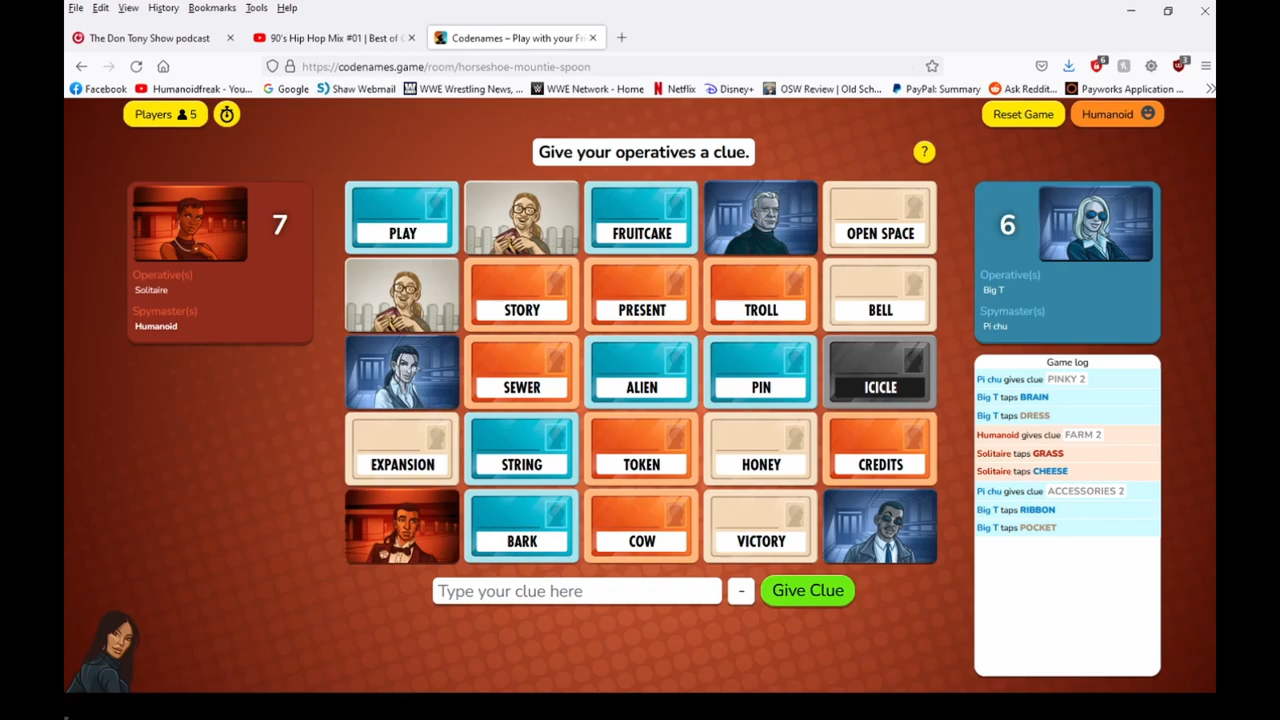 File Edit View History Bookmarks Tools Help
The Don Tony Show podcast
90's Hip Hop Mix #01 | Best of
Codenames – Play with your Fr
https://codenames.game/room/horseshoe-mountie-spoon
6
3
Facebook Humanoidfreak - You... Google Shaw Webmail WWE Wrestling News, ... WWE Network - Home Netflix Disney+ OSW Review | Old Sch... PayPal: Summary Ask Reddit... Payworks Application ...
Players 5
Reset Game
Humanoid
Give your operatives a clue.
?
7
Operative(s)
Solitaire
Spymaster(s)
Humanoid
PLAY
FRUITCAKE
OPEN SPACE
STORY
PRESENT
TROLL
BELL
SEWER
ALIEN
PIN
ICICLE
EXPANSION
STRING
TOKEN
HONEY
CREDITS
BARK
COW
VICTORY
Type your clue here
-
Give Clue
6
Operative(s)
Big T
Spymaster(s)
Pi chu
Game log
Pi chu gives clue PINKY 2
Big T taps BRAIN
Big T taps DRESS
Humanoid gives clue FARM 2
Solitaire taps GRASS
Solitaire taps CHEESE
Pi chu gives clue ACCESSORIES 2
Big T taps RIBBON
Big T taps POCKET